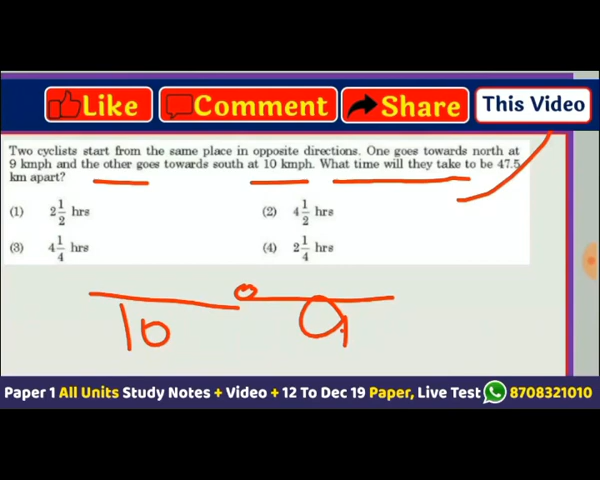 Like Comment Share This Video
Two cyclists start from the same place in opposite directions. One goes towards north at
9 kmph and the other goes towards south at 10 kmph. What time will they take to be 47.5
km apart?
(1) 2 1/2 hrs (2) 4 1/2 hrs
(3) 4 1/4 hrs (4) 2 1/4 hrs
10 9
Paper 1 All Units Study Notes + Video + 12 To Dec 19 Paper, Live Test 8708321010